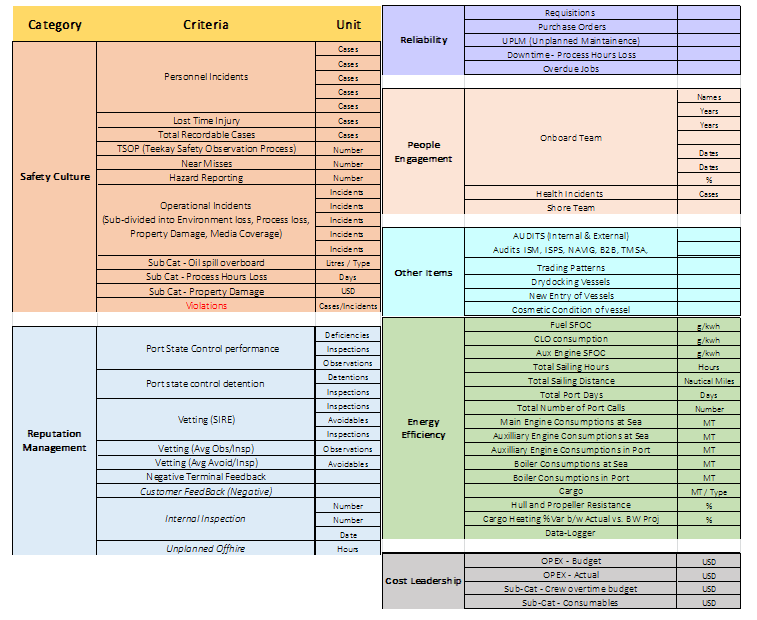 Category Criteria Unit
Safety Culture
Personnel Incidents
Cases
Cases
Cases
Cases
Cases
Lost Time Injury Cases
Total Recordable Cases Cases
TSOP (Teekay Safety Observation Process) Number
Near Misses Number
Hazard Reporting Number
Operational Incidents
(Sub-divided into Environment loss, Process loss,
Property Damage, Media Coverage)
Incidents
Incidents
Incidents
Incidents
Incidents
Sub Cat - Oil spill overboard Litres / Type
Sub Cat - Process Hours Loss Days
Sub Cat - Property Damage USD
Violations Cases/Incidents
Reputation
Management
Port State Control performance
Deficiencies
Inspections
Observations
Port state control detention
Detentions
Inspections
Vetting (SIRE)
Inspections
Avoidables
Inspections
Vetting (Avg Obs/Insp) Observations
Vetting (Avg Avoid/Insp) Avoidables
Negative Terminal Feedback
Customer FeedBack (Negative)
Internal Inspection
Number
Number
Date
Unplanned Offhire Hours
Reliability
Requisitions
Purchase Orders
UPLM (Unplanned Maintainence)
Downtime - Process Hours Loss
Overdue Jobs
People
Engagement
Onboard Team
Names
Years
Years
Dates
Dates
%
Health Incidents Cases
Shore Team
Other Items
AUDITS (Internal & External)
Audits ISM, ISPS, NAVIG, B2B, TMSA,
Trading Patterns
Drydocking Vessels
New Entry of Vessels
Cosmetic Condition of vessel
Energy
Efficiency
Fuel SFOC g/kwh
CLO consumption g/kwh
Aux Engine SFOC g/kwh
Total Sailing Hours Hours
Total Sailing Distance Nautical Miles
Total Port Days Days
Total Number of Port Calls Number
Main Engine Consumptions at Sea MT
Auxilliary Engine Consumptions at Sea MT
Auxilliary Engine Consumptions in Port MT
Boiler Consumptions at Sea MT
Boiler Consumptions in Port MT
Cargo MT / Type
Hull and Propeller Resistance %
Cargo Heating %Var b/w Actual vs. BW Proj %
Data-Logger
Cost Leadership
OPEX - Budget USD
OPEX - Actual USD
Sub-Cat - Crew overtime budget USD
Sub-Cat - Consumables USD